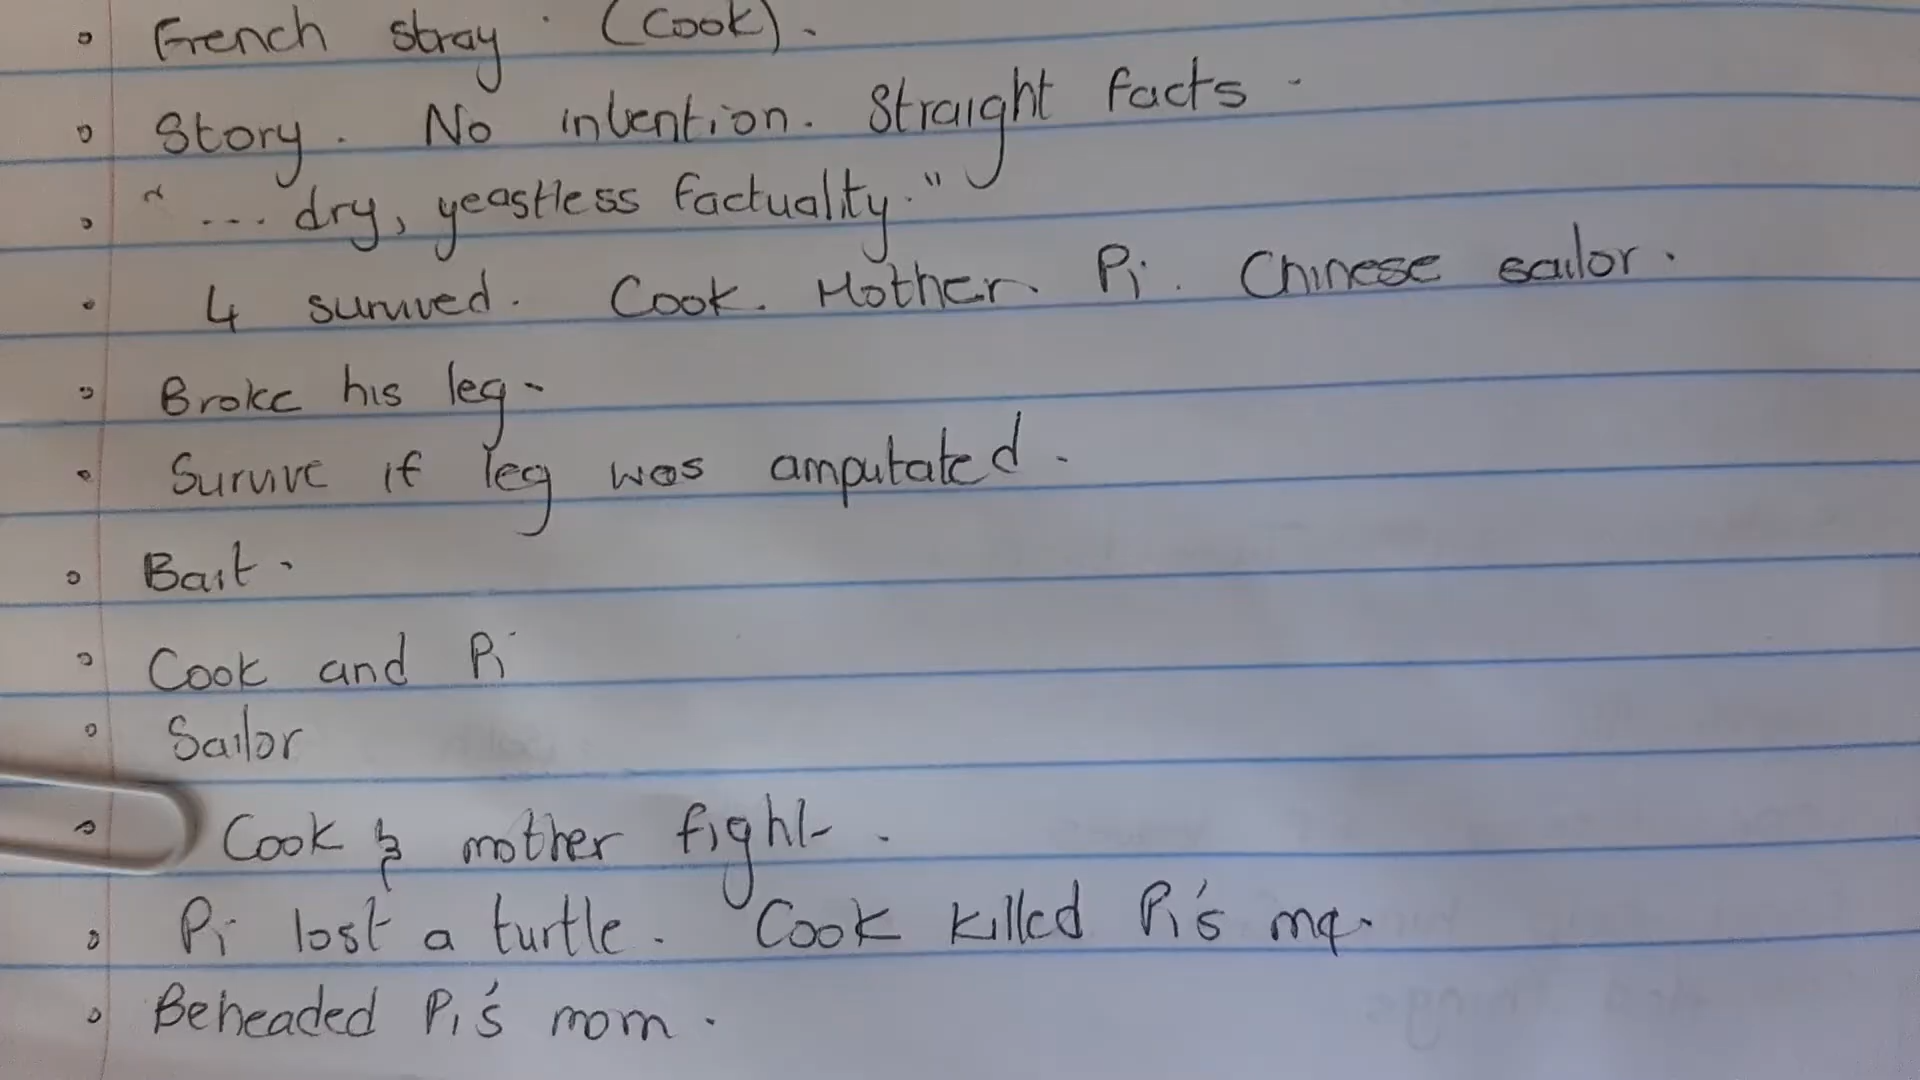 • French stray. (Cook).
• Story. No invention. Straight facts.
• "... dry, yeastless factuality."
• 4 survived. Cook. Mother. Pi. Chinese sailor.
• Broke his leg.
• Survive if leg was amputated.
• Bait.
• Cook and Pi
• Sailor
• Cook & mother fight.
• Pi lost a turtle. Cook killed Pi's ma.
• Beheaded Pi's mom.